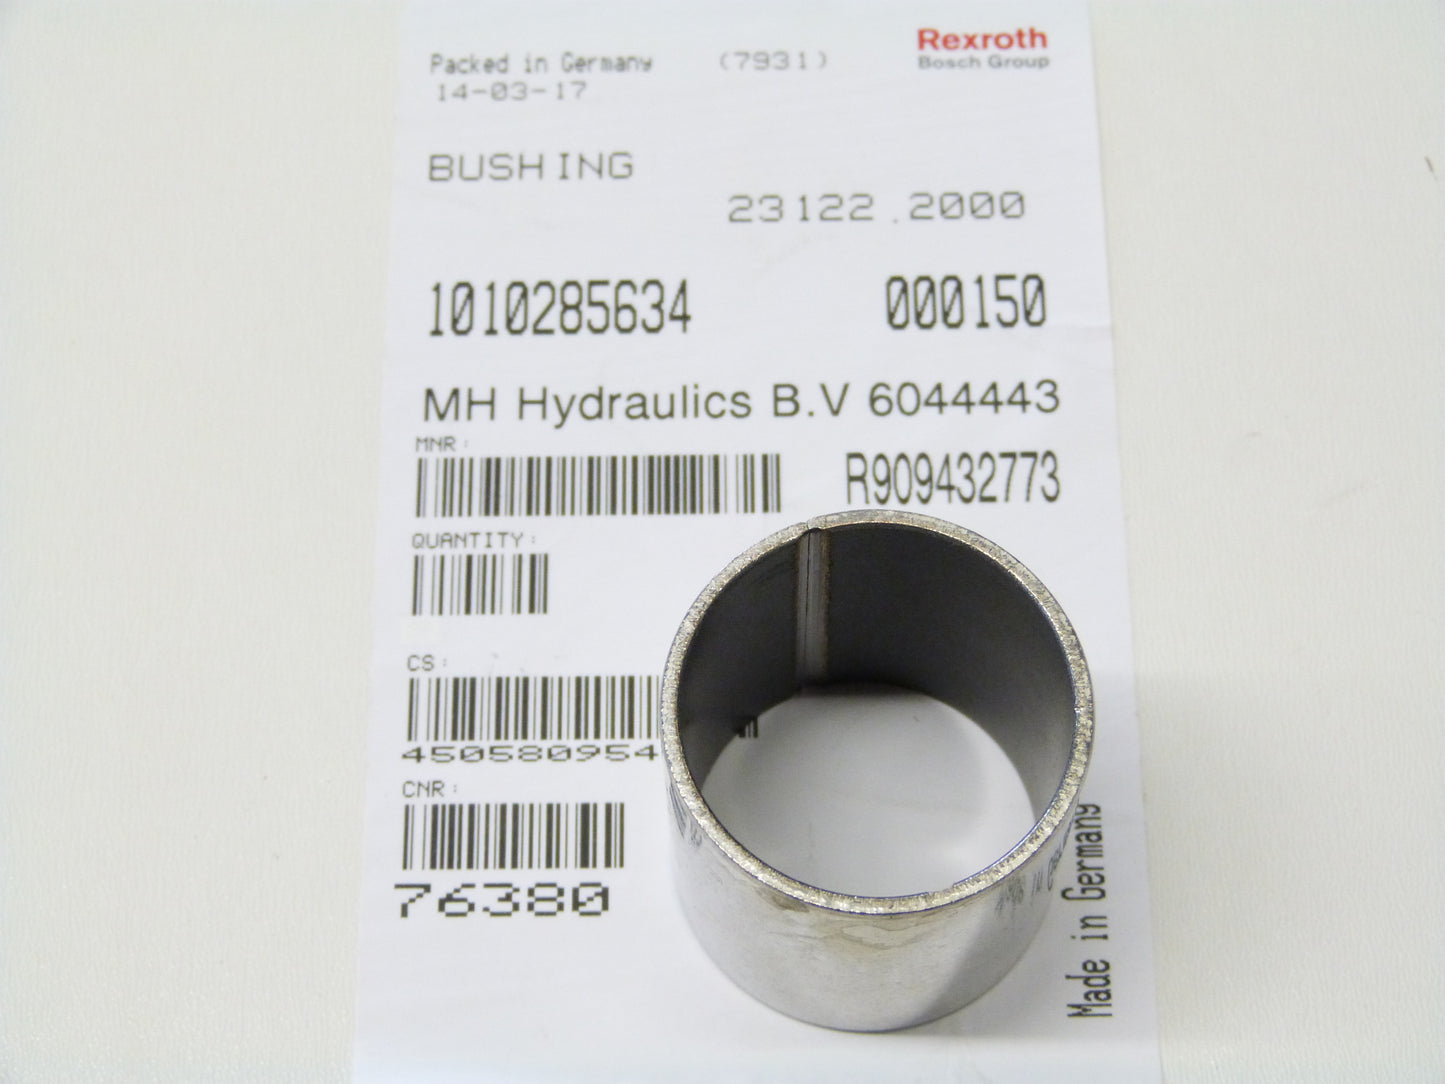 Packed in Germany (7931) Rexroth
14-03-17 Bosch Group
BUSHING
23122.2000
1010285634 000150
MH Hydraulics B.V 6044443
MNR: R909432773
QUANTITY:
CS:
450580954
CNR:
76380
Made in Germany